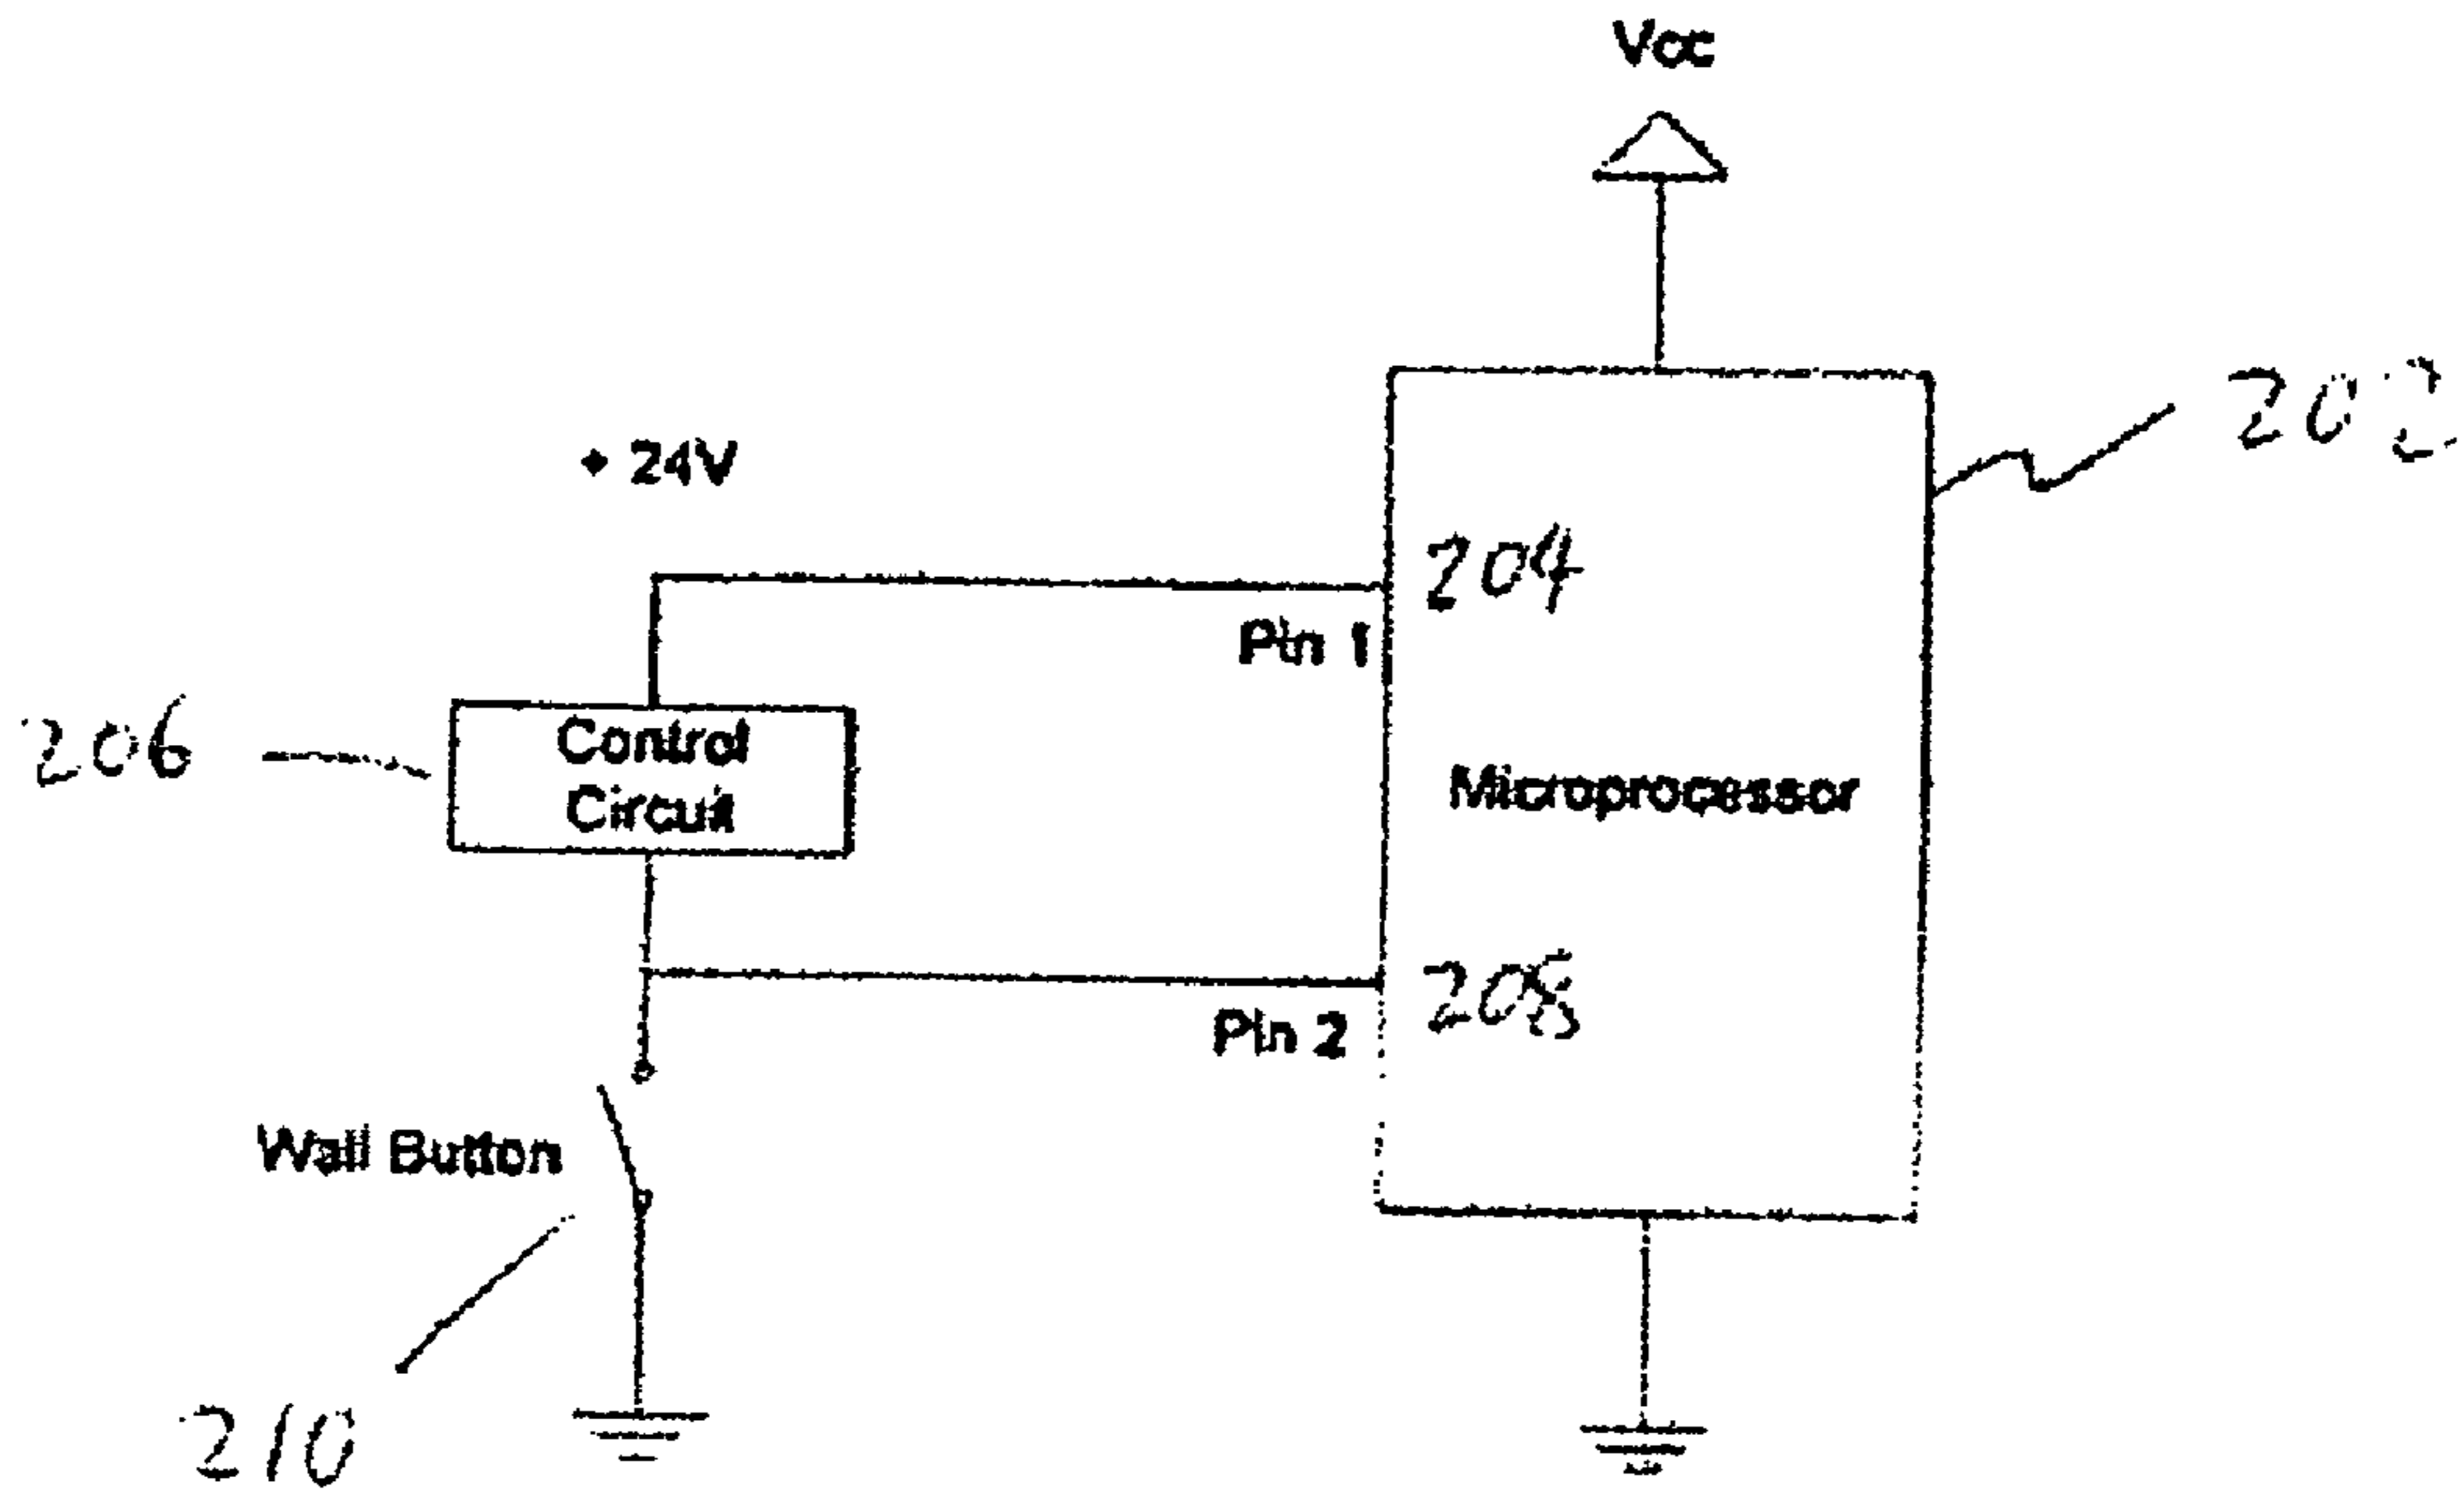 Vcc
202
+ 24V
204
Pin 1
206
Control
Circuit
Microprocessor
208
Pin 2
Wall Button
210